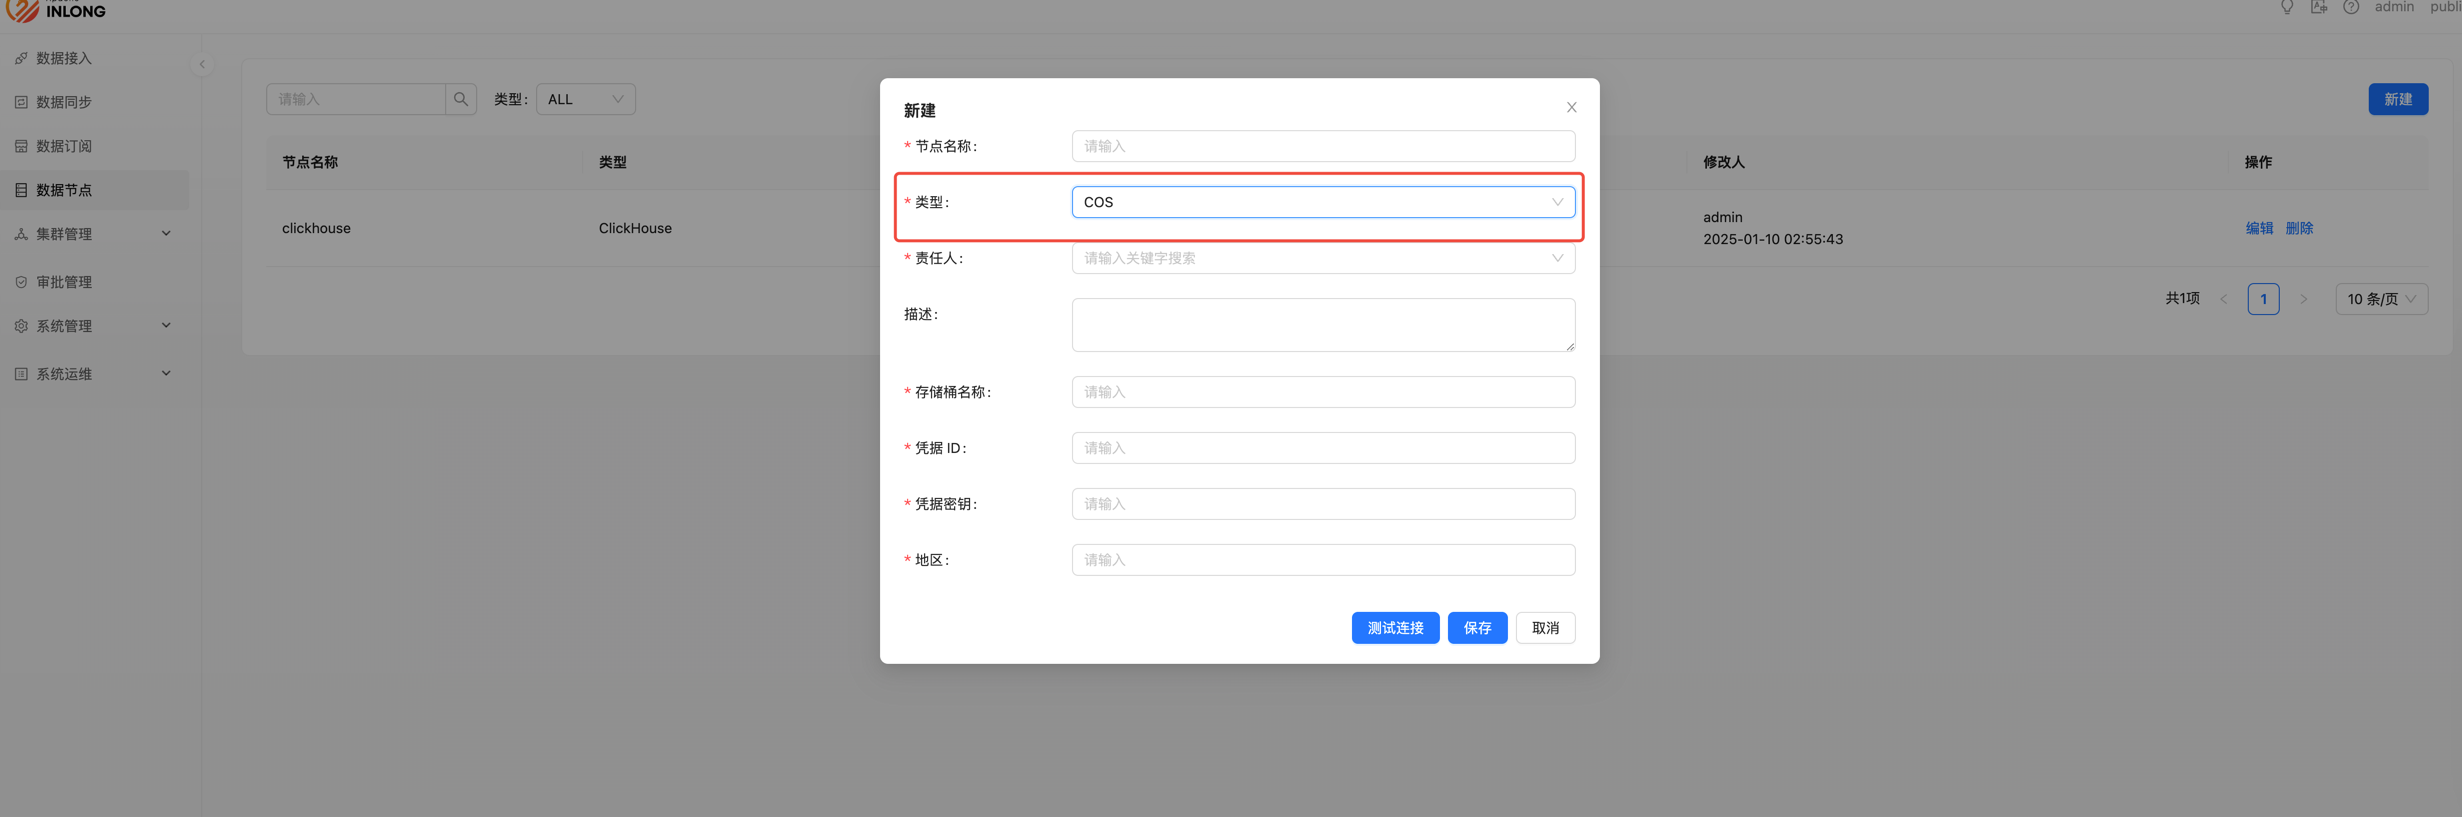 INLONG
admin
数据接入
数据同步
数据订阅
数据节点
集群管理
审批管理
系统管理
系统运维
请输入
类型：
ALL
新建
节点名称
类型
修改人
操作
clickhouse
ClickHouse
admin
2025-01-10 02:55:43
编辑 删除
共1项
1
10 条/页
新建
* 节点名称：
请输入
* 类型：
COS
* 责任人：
请输入关键字搜索
描述：
* 存储桶名称：
请输入
* 凭据 ID：
请输入
* 凭据密钥：
请输入
* 地区：
请输入
测试连接
保存
取消